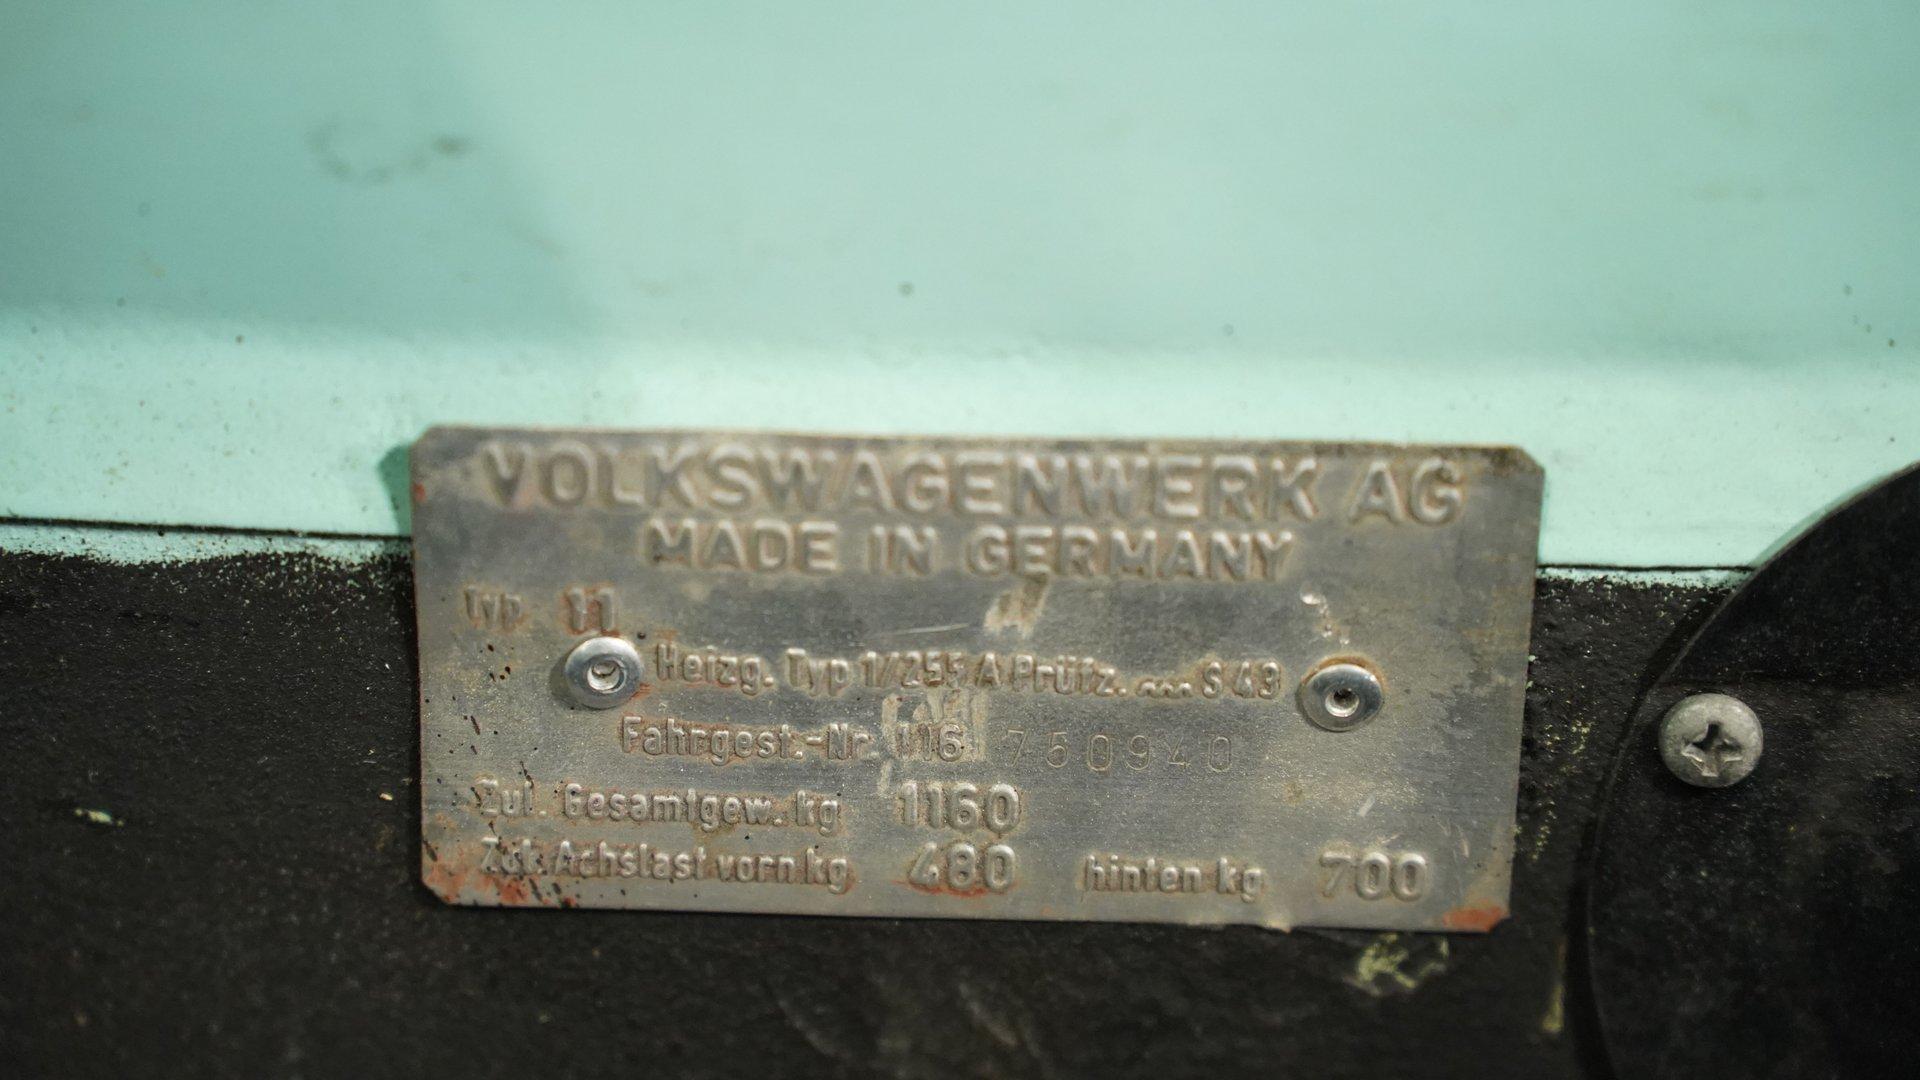 VOLKSWAGENWERK AG
MADE IN GERMANY
Typ 11
Heizg. Typ 1/255 A Prüfz. ~~~ S 49
Fahrgest.-Nr 116 750940
Zul. Gesamtgew. kg 1160
Zul. Achslast vorn kg 480 hinten kg 700